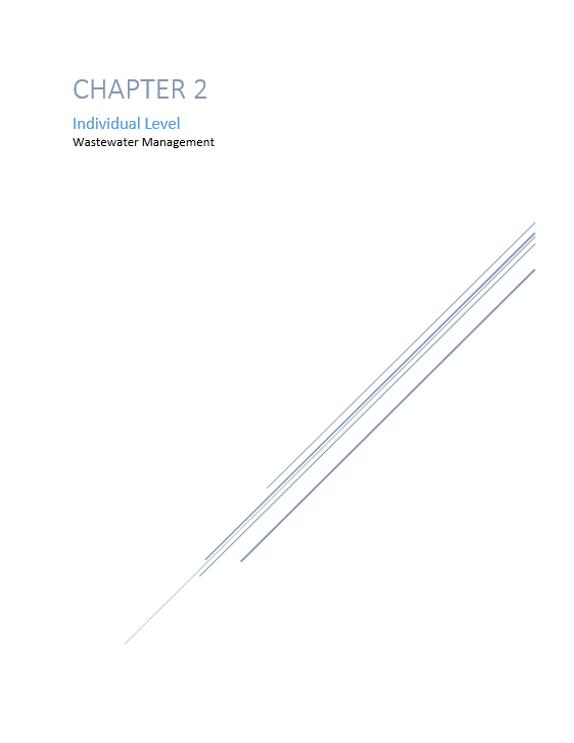 CHAPTER 2
Individual Level
Wastewater Management